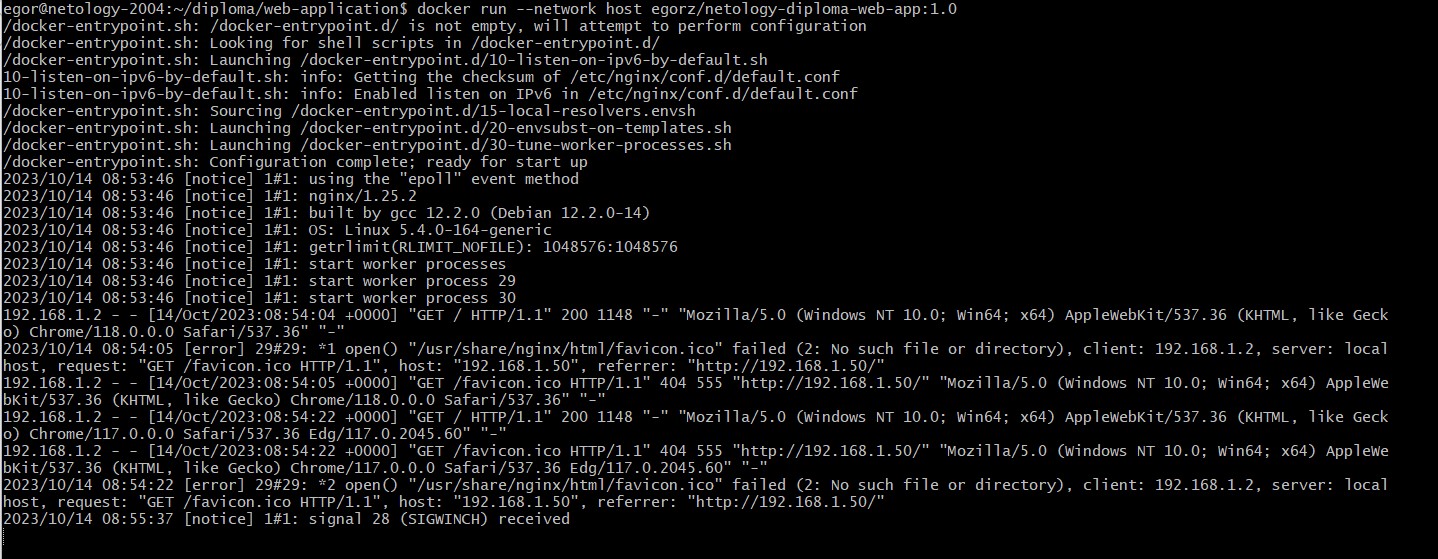 egor@netology-2004:~/diploma/web-application$ docker run --network host egorz/netology-diploma-web-app:1.0
/docker-entrypoint.sh: /docker-entrypoint.d/ is not empty, will attempt to perform configuration
/docker-entrypoint.sh: Looking for shell scripts in /docker-entrypoint.d/
/docker-entrypoint.sh: Launching /docker-entrypoint.d/10-listen-on-ipv6-by-default.sh
10-listen-on-ipv6-by-default.sh: info: Getting the checksum of /etc/nginx/conf.d/default.conf
10-listen-on-ipv6-by-default.sh: info: Enabled listen on IPv6 in /etc/nginx/conf.d/default.conf
/docker-entrypoint.sh: Sourcing /docker-entrypoint.d/15-local-resolvers.envsh
/docker-entrypoint.sh: Launching /docker-entrypoint.d/20-envsubst-on-templates.sh
/docker-entrypoint.sh: Launching /docker-entrypoint.d/30-tune-worker-processes.sh
/docker-entrypoint.sh: Configuration complete; ready for start up
2023/10/14 08:53:46 [notice] 1#1: using the "epoll" event method
2023/10/14 08:53:46 [notice] 1#1: nginx/1.25.2
2023/10/14 08:53:46 [notice] 1#1: built by gcc 12.2.0 (Debian 12.2.0-14)
2023/10/14 08:53:46 [notice] 1#1: OS: Linux 5.4.0-164-generic
2023/10/14 08:53:46 [notice] 1#1: getrlimit(RLIMIT_NOFILE): 1048576:1048576
2023/10/14 08:53:46 [notice] 1#1: start worker processes
2023/10/14 08:53:46 [notice] 1#1: start worker process 29
2023/10/14 08:53:46 [notice] 1#1: start worker process 30
192.168.1.2 - - [14/Oct/2023:08:54:04 +0000] "GET / HTTP/1.1" 200 1148 "-" "Mozilla/5.0 (Windows NT 10.0; Win64; x64) AppleWebKit/537.36 (KHTML, like Geck
o) Chrome/118.0.0.0 Safari/537.36" "-"
2023/10/14 08:54:05 [error] 29#29: *1 open() "/usr/share/nginx/html/favicon.ico" failed (2: No such file or directory), client: 192.168.1.2, server: local
host, request: "GET /favicon.ico HTTP/1.1", host: "192.168.1.50", referrer: "http://192.168.1.50/"
192.168.1.2 - - [14/Oct/2023:08:54:05 +0000] "GET /favicon.ico HTTP/1.1" 404 555 "http://192.168.1.50/" "Mozilla/5.0 (Windows NT 10.0; Win64; x64) AppleWe
bKit/537.36 (KHTML, like Gecko) Chrome/118.0.0.0 Safari/537.36" "-"
192.168.1.2 - - [14/Oct/2023:08:54:22 +0000] "GET / HTTP/1.1" 200 1148 "-" "Mozilla/5.0 (Windows NT 10.0; Win64; x64) AppleWebKit/537.36 (KHTML, like Geck
o) Chrome/117.0.0.0 Safari/537.36 Edg/117.0.2045.60" "-"
192.168.1.2 - - [14/Oct/2023:08:54:22 +0000] "GET /favicon.ico HTTP/1.1" 404 555 "http://192.168.1.50/" "Mozilla/5.0 (Windows NT 10.0; Win64; x64) AppleWe
bKit/537.36 (KHTML, like Gecko) Chrome/117.0.0.0 Safari/537.36 Edg/117.0.2045.60" "-"
2023/10/14 08:54:22 [error] 29#29: *2 open() "/usr/share/nginx/html/favicon.ico" failed (2: No such file or directory), client: 192.168.1.2, server: local
host, request: "GET /favicon.ico HTTP/1.1", host: "192.168.1.50", referrer: "http://192.168.1.50/"
2023/10/14 08:55:37 [notice] 1#1: signal 28 (SIGWINCH) received